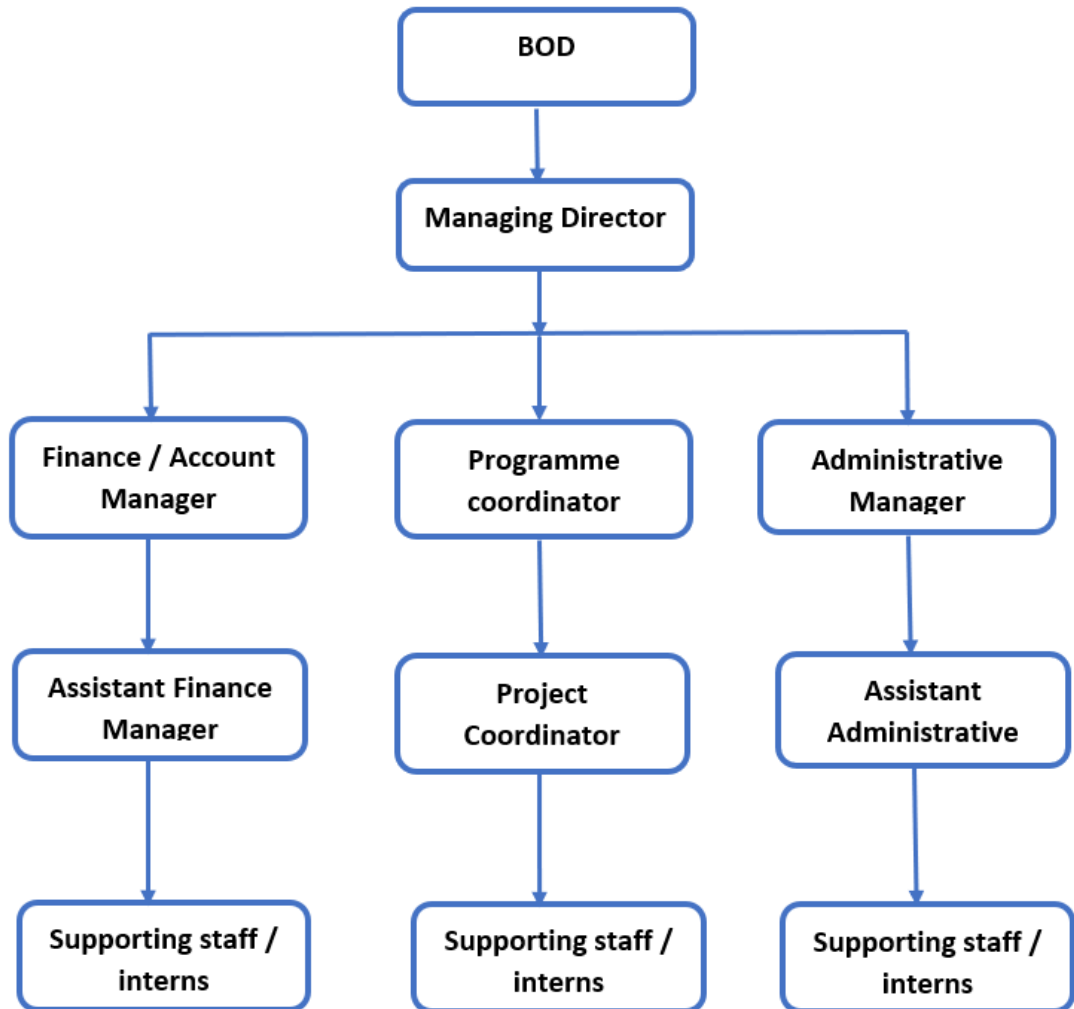 BOD
Managing Director
Finance / Account
Manager
Programme
coordinator
Administrative
Manager
Assistant Finance
Manager
Project
Coordinator
Assistant
Administrative
Supporting staff /
interns
Supporting staff /
interns
Supporting staff /
interns